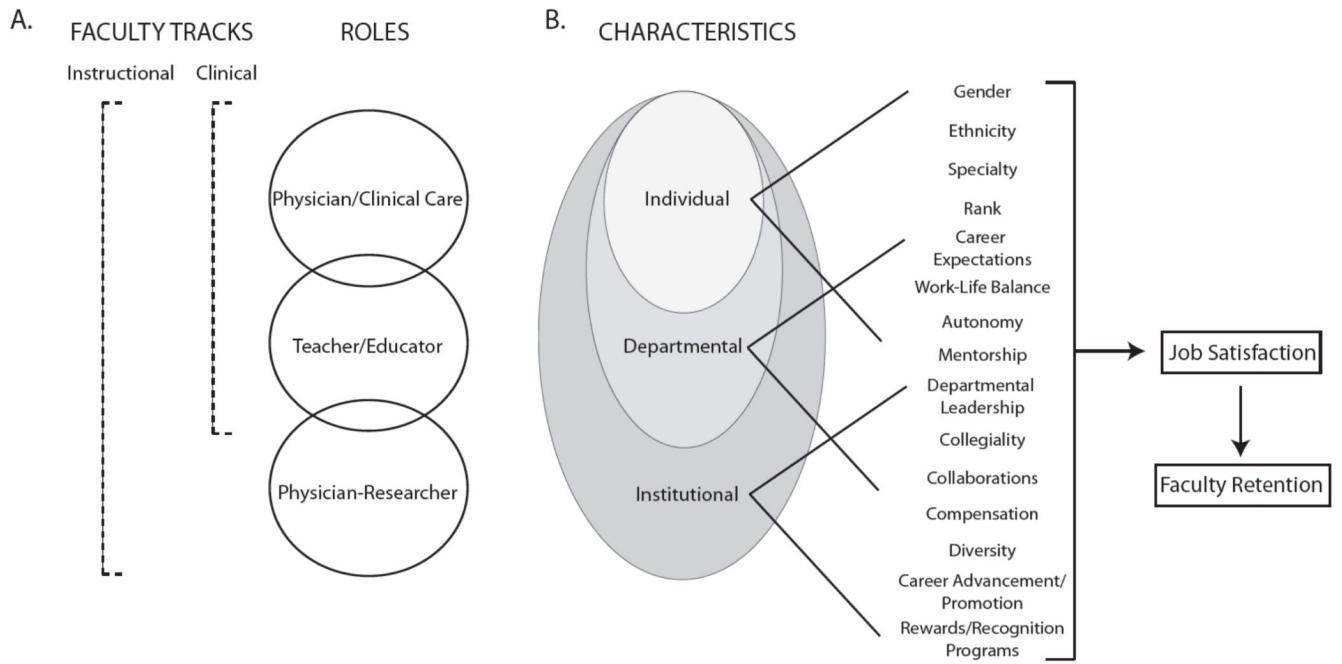 A.
FACULTY TRACKS
ROLES
Instructional
Clinical
Physician/Clinical Care
Teacher/Educator
Physician-Researcher
B.
CHARACTERISTICS
Individual
Departmental
Institutional
Gender
Ethnicity
Specialty
Rank
Career
Expectations
Work-Life Balance
Autonomy
Mentorship
Departmental
Leadership
Collegiality
Collaborations
Compensation
Diversity
Career Advancement/
Promotion
Rewards/Recognition
Programs
Job Satisfaction
Faculty Retention